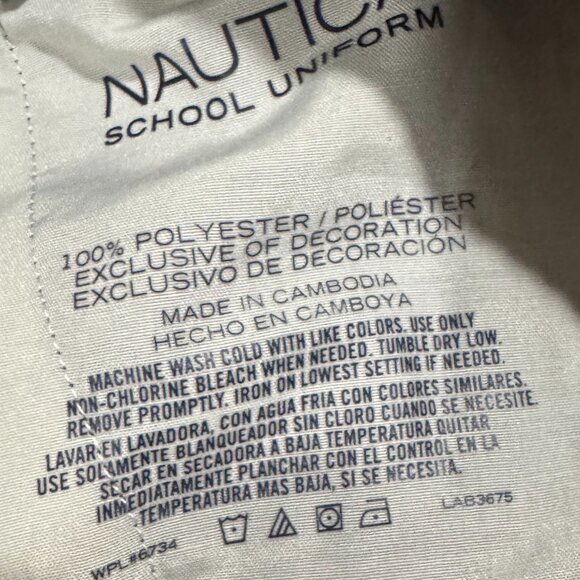 NAUTICA
SCHOOL UNIFORM
100% POLYESTER / POLIÉSTER
EXCLUSIVE OF DECORATION
EXCLUSIVO DE DECORACIÓN
MADE IN CAMBODIA
HECHO EN CAMBOYA
MACHINE WASH COLD WITH LIKE COLORS. USE ONLY
NON-CHLORINE BLEACH WHEN NEEDED. TUMBLE DRY LOW.
REMOVE PROMPTLY. IRON ON LOWEST SETTING IF NEEDED.
LAVAR EN LAVADORA, CON AGUA FRIA CON COLORES SIMILARES.
USE SOLAMENTE BLANQUEADOR SIN CLORO CUANDO SE NECESITE.
SECAR EN SECADORA A BAJA TEMPERATURA QUITAR
INMEDIATAMENTE PLANCHAR CON EL CONTROL EN LA
TEMPERATURA MAS BAJA, SI SE NECESITA.
WPL#6734
LAB3675